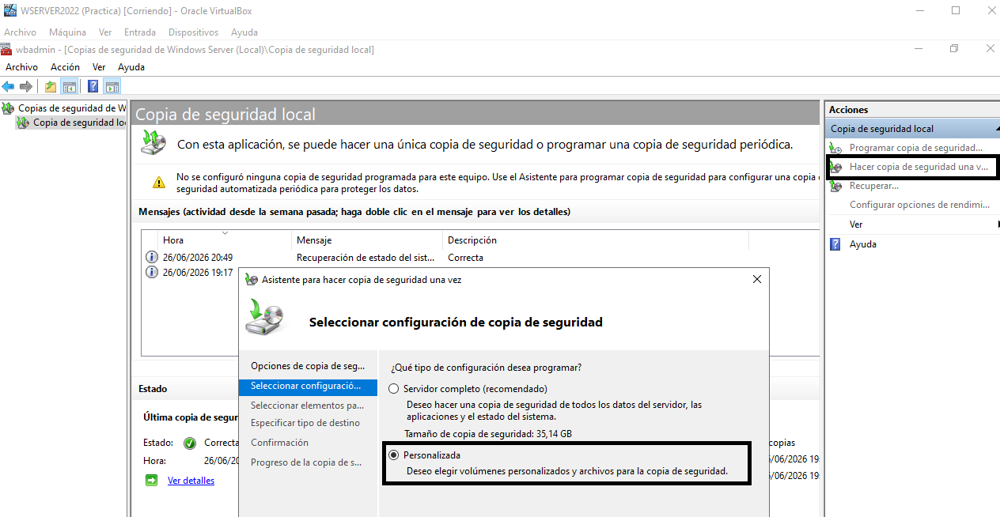 WSERVER2022 (Practica) [Corriendo] - Oracle VirtualBox
Archivo Máquina Ver Entrada Dispositivos Ayuda
wbadmin - [Copias de seguridad de Windows Server (Local)\Copia de seguridad local]
Archivo Acción Ver Ayuda
Copias de seguridad de W
Copia de seguridad lo
Copia de seguridad local
Con esta aplicación, se puede hacer una única copia de seguridad o programar una copia de seguridad periódica.
No se configuró ninguna copia de seguridad programada para este equipo. Use el Asistente para programar copia de seguridad para configurar una copia
seguridad automatizada periódica para proteger los datos.
Mensajes (actividad desde la semana pasada; haga doble clic en el mensaje para ver los detalles)
Hora Mensaje Descripción
26/06/2026 20:49 Recuperación de estado del sist... Correcta
26/06/2026 19:17
Estado
Última copia de segur
Estado: Correcta
Hora: 26/06/20
Ver detalles
copias
/06/2026 19
/06/2026 19
Asistente para hacer copia de seguridad una vez
Seleccionar configuración de copia de seguridad
Opciones de copia de seg...
Seleccionar configuració...
Seleccionar elementos pa...
Especificar tipo de destino
Confirmación
Progreso de la copia de s...
¿Qué tipo de configuración desea programar?
Servidor completo (recomendado)
Deseo hacer una copia de seguridad de todos los datos del servidor, las
aplicaciones y el estado del sistema.
Tamaño de copia de seguridad: 35,14 GB
Personalizada
Deseo elegir volúmenes personalizados y archivos para la copia de seguridad.
Acciones
Copia de seguridad local
Programar copia de seguridad...
Hacer copia de seguridad una v...
Recuperar...
Configurar opciones de rendimi...
Ver
Ayuda